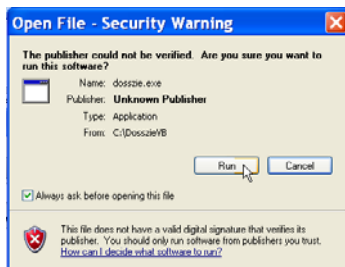 Open File - Security Warning
The publisher could not be verified. Are you sure you want to
run this software?
Name: dosszie.exe
Publisher: Unknown Publisher
Type: Application
From: C:\DosszieVB
Run
Cancel
Always ask before opening this file
This file does not have a valid digital signature that verifies its
publisher. You should only run software from publishers you trust.
How can I decide what software to run?